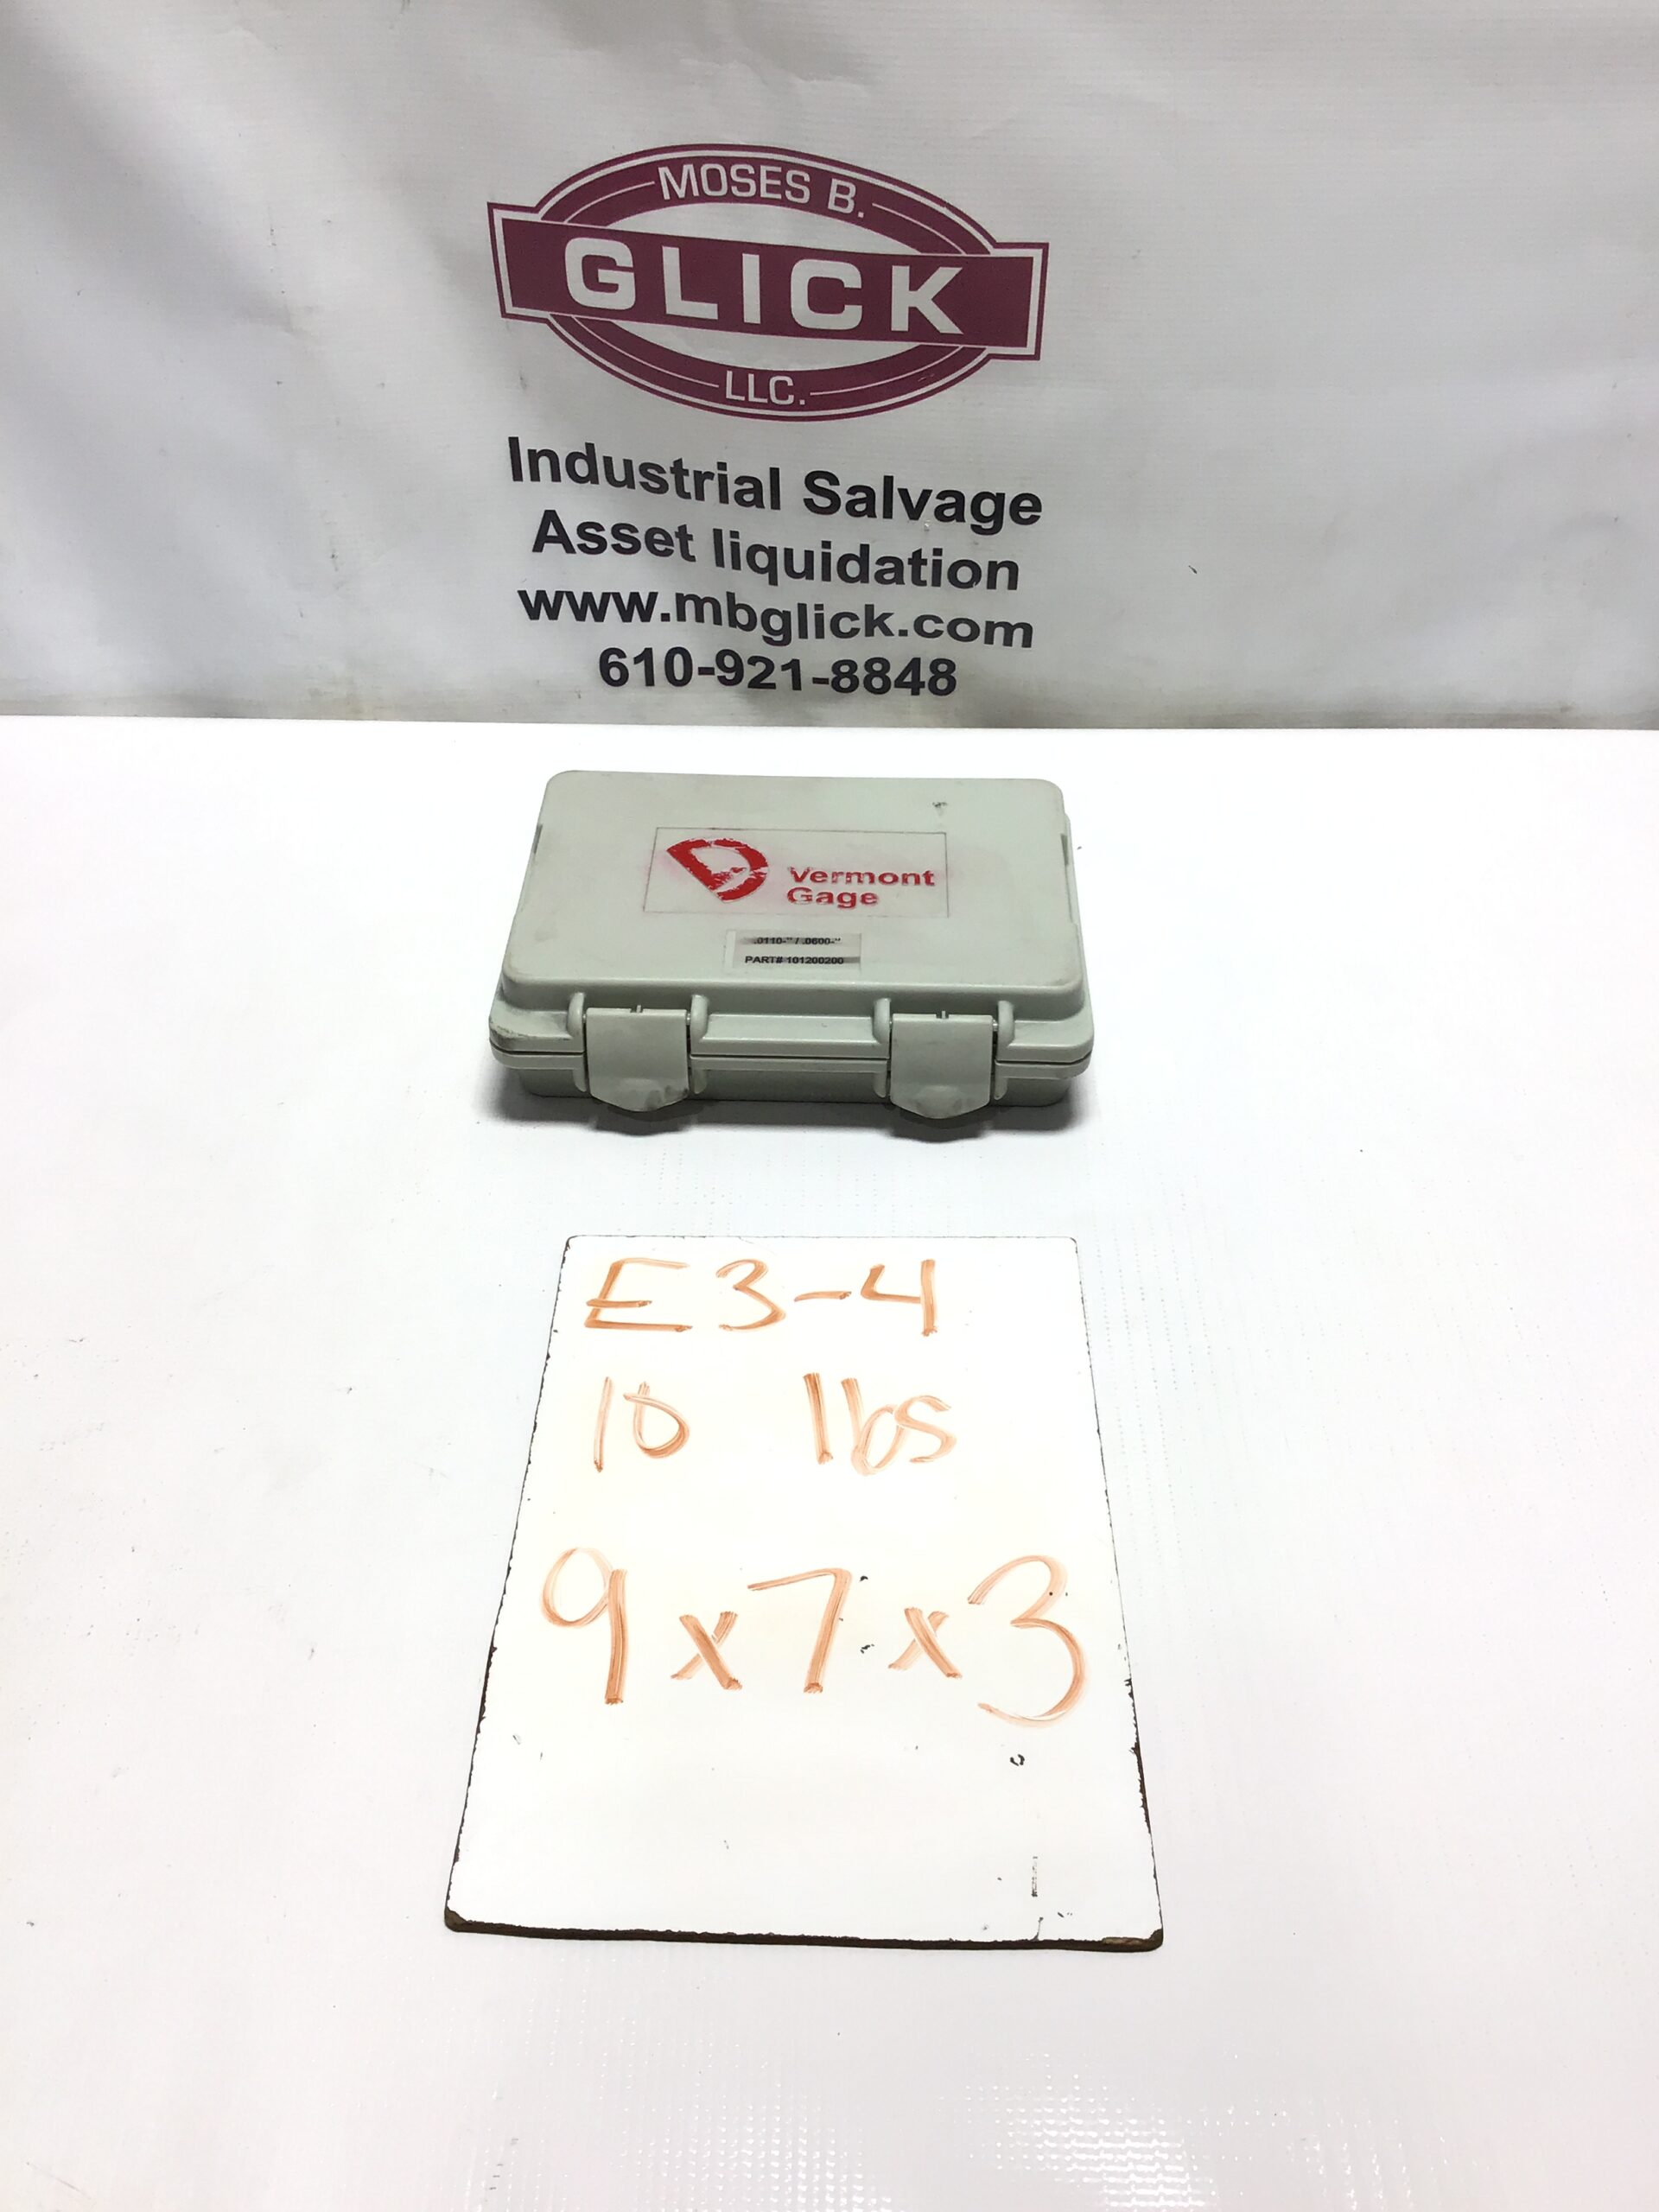 MOSES B.
GLICK
LLC.
Industrial Salvage
Asset liquidation
www.mbglick.com
610-921-8848
Vermont
Gage
.0110-" / .0600-"
PART# 101200200
E3-4
10 lbs
9x7x3